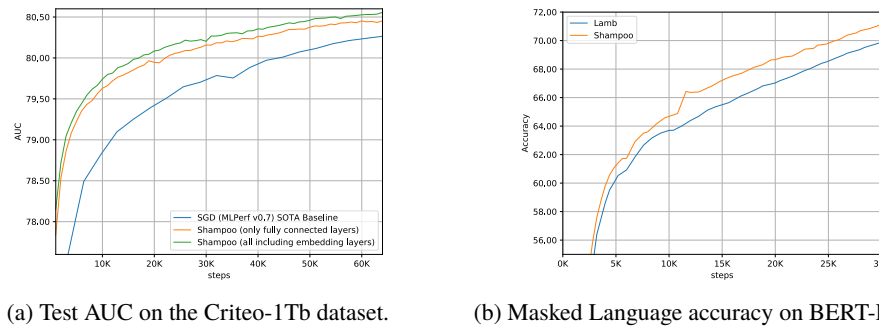 80,50
80,00
79,50
79,00
78,50
78,00
AUC
10K 20K 30K 40K 50K 60K
steps
SGD (MLPerf v0.7) SOTA Baseline
Shampoo (only fully connected layers)
Shampoo (all including embedding layers)
(a) Test AUC on the Criteo-1Tb dataset.
72,00
70,00
68,00
66,00
64,00
62,00
60,00
58,00
56,00
Accuracy
0K 5K 10K 15K 20K 25K
steps
Lamb
Shampoo
(b) Masked Language accuracy on